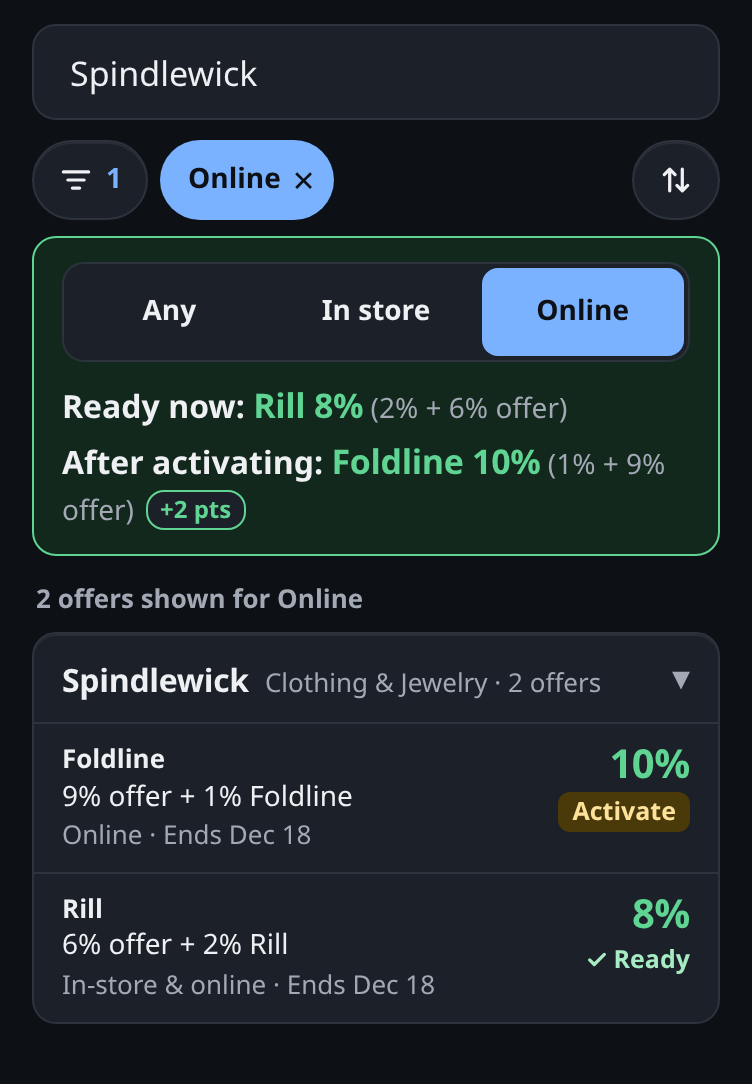 Spindlewick
1 Online × 
Any In store Online
Ready now: Rill 8% (2% + 6% offer)
After activating: Foldline 10% (1% + 9%
offer) +2 pts
2 offers shown for Online
Spindlewick Clothing & Jewelry · 2 offers ▼
Foldline 10%
9% offer + 1% Foldline Activate
Online · Ends Dec 18
Rill 8%
6% offer + 2% Rill ✓ Ready
In-store & online · Ends Dec 18